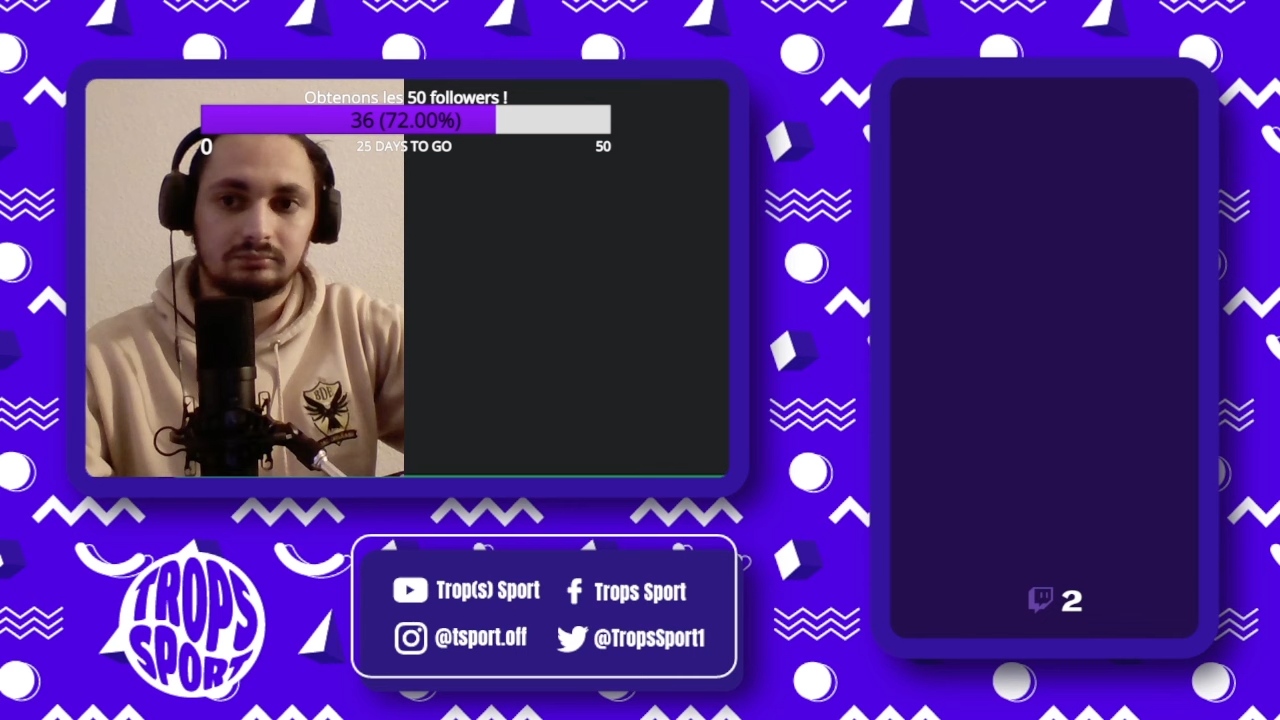 Obtenons les 50 followers !
36 (72.00%)
0 25 DAYS TO GO 50
BDE
TROPS
SPORT
Trop(s) Sport
Trops Sport
@tsport.off
@TropsSport1
2